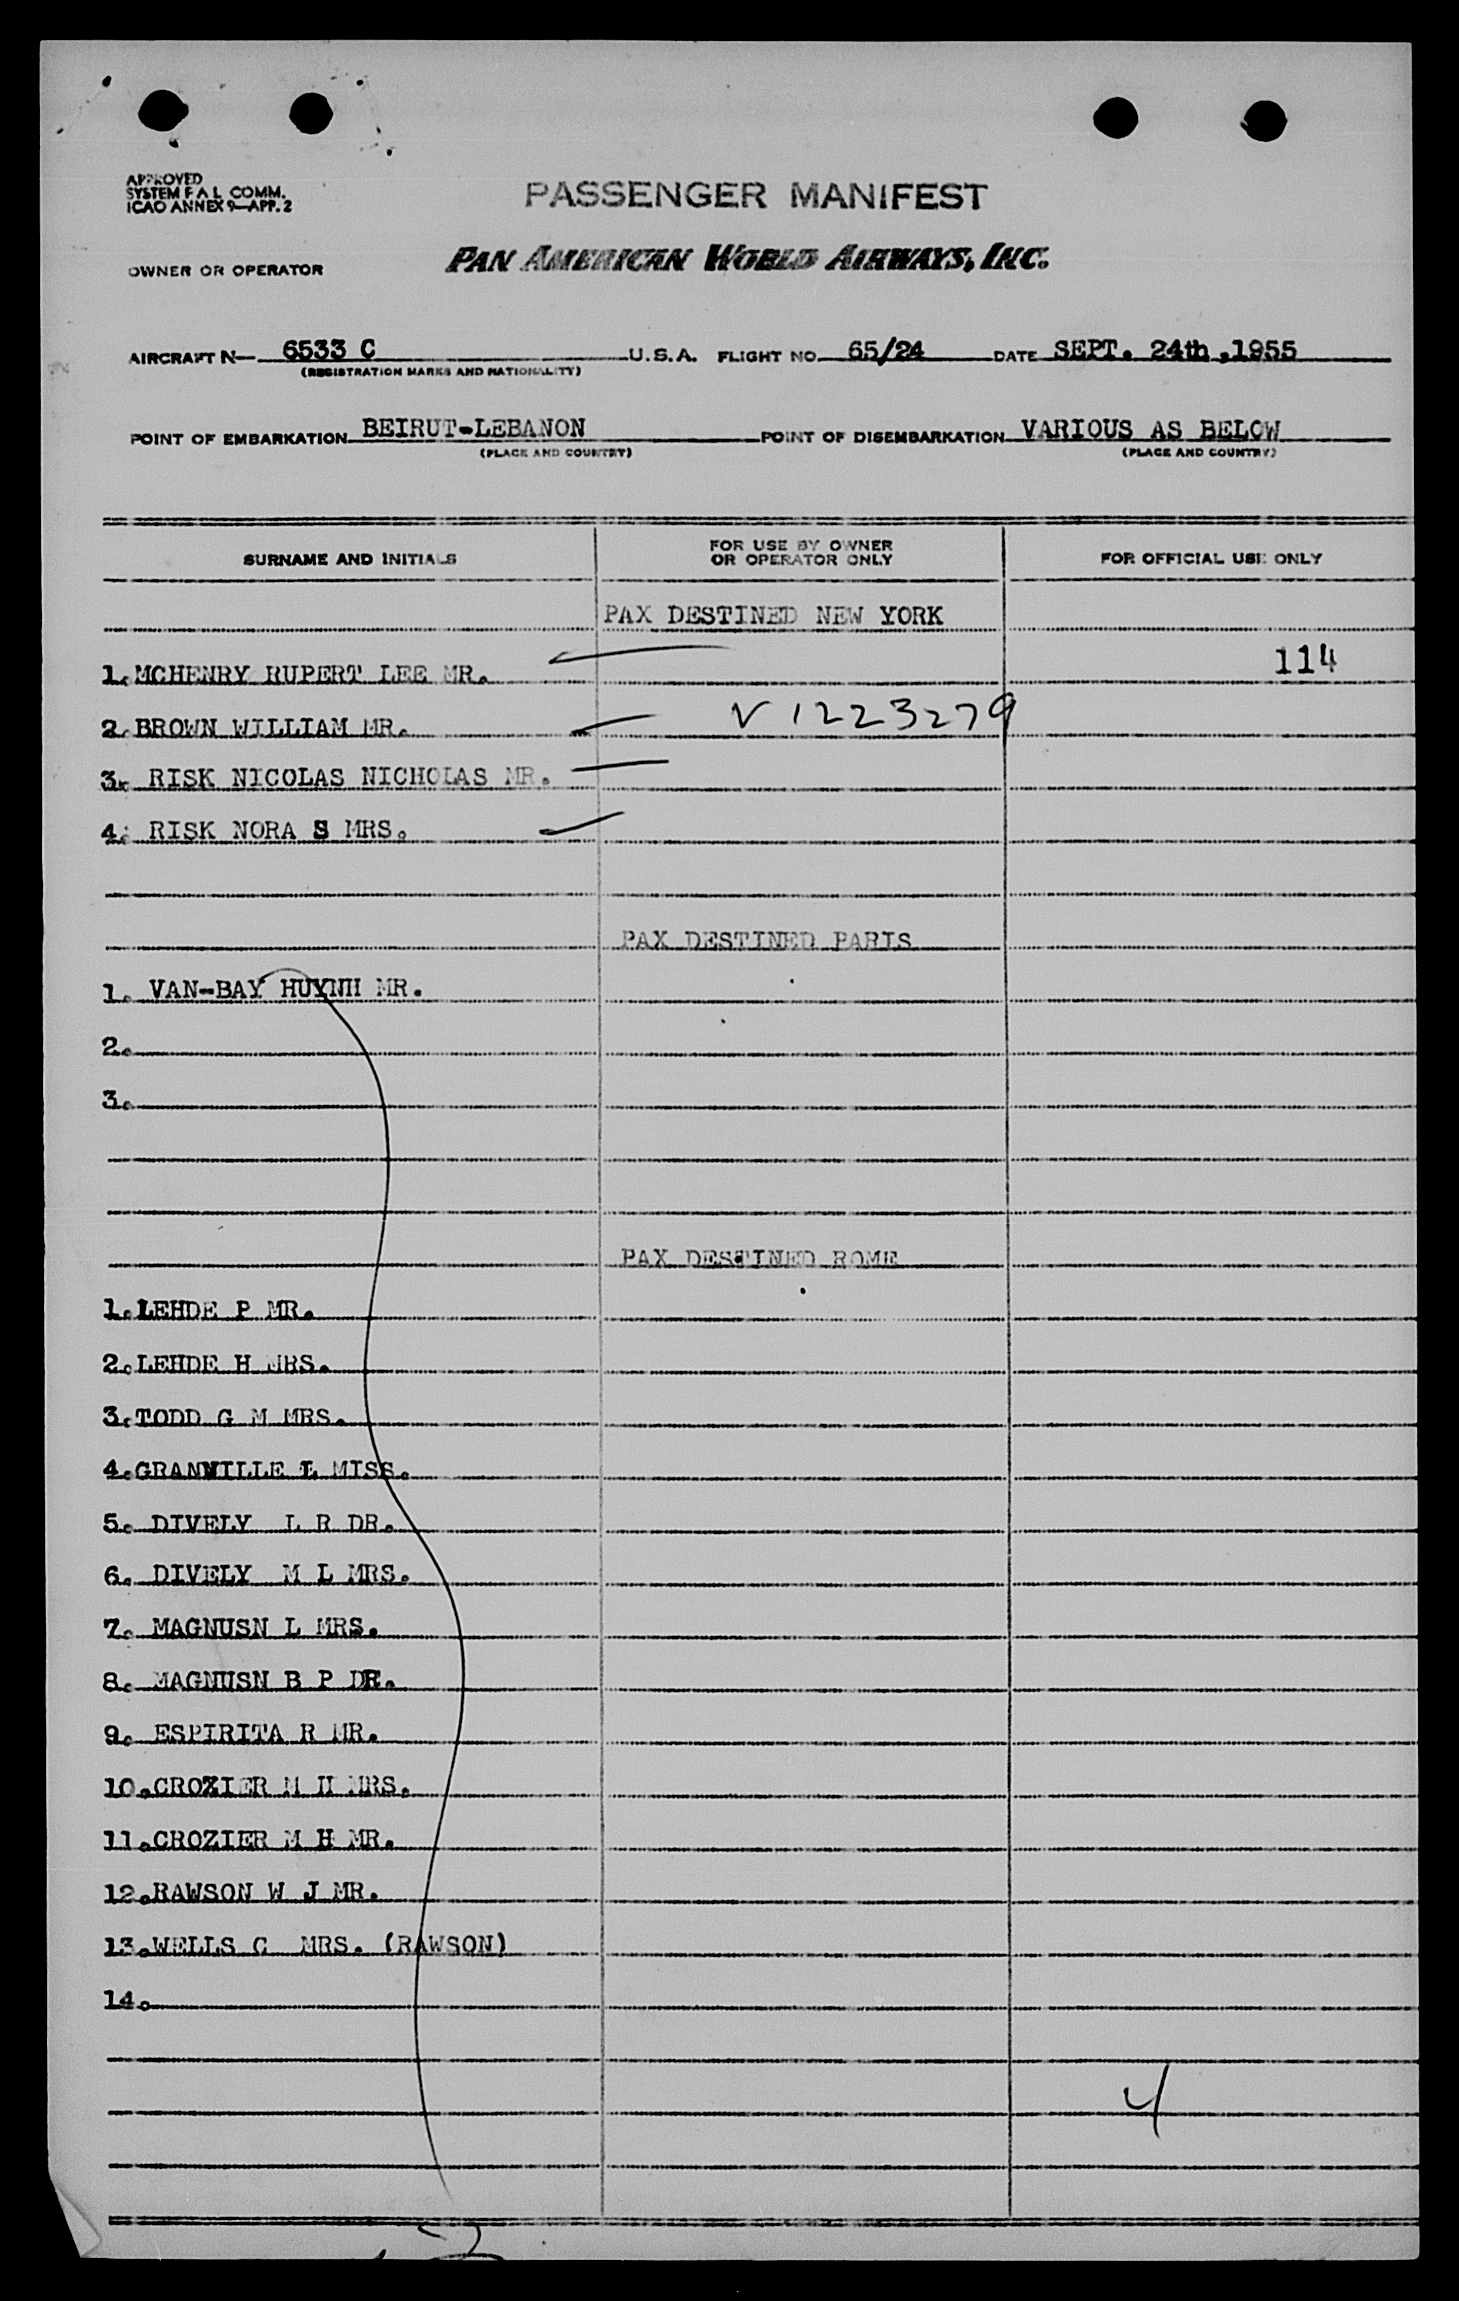 APPROVED
SYSTEM F A L COMM.
ICAO ANNEX 9—APP. 2
PASSENGER MANIFEST
OWNER OR OPERATOR PAN AMERICAN WORLD AIRWAYS, INC.
AIRCRAFT N— 6533 C U.S.A. FLIGHT NO. 65/24 DATE SEPT. 24th ,1955
(REGISTRATION MARKS AND NATIONALITY)
POINT OF EMBARKATION BEIRUT-LEBANON POINT OF DISEMBARKATION VARIOUS AS BELOW
(PLACE AND COUNTRY) (PLACE AND COUNTRY)
SURNAME AND INITIALS FOR USE BY OWNER OR OPERATOR ONLY FOR OFFICIAL USE ONLY
PAX DESTINED NEW YORK
1. MCHENRY RUPERT LEE MR. 114
2. BROWN WILLIAM MR. V 1223279
3. RISK NICOLAS NICHOLAS MR.
4. RISK NORA S MRS.
PAX DESTINED PARIS
1. VAN-BAY HUYNH MR.
2.
3.
PAX DESTINED ROME
1. LEHDE P MR.
2. LEHDE H MRS.
3. TODD G M MRS.
4. GRANVILLE L MISS.
5. DIVELY L R DR.
6. DIVELY M L MRS.
7. MAGNUSN L MRS.
8. MAGNUSN B P DR.
9. ESPIRITA R MR.
10. CROZIER M H MRS.
11. CROZIER M H MR.
12. RAWSON W J MR.
13. WELLS C MRS. (RAWSON)
14.
4